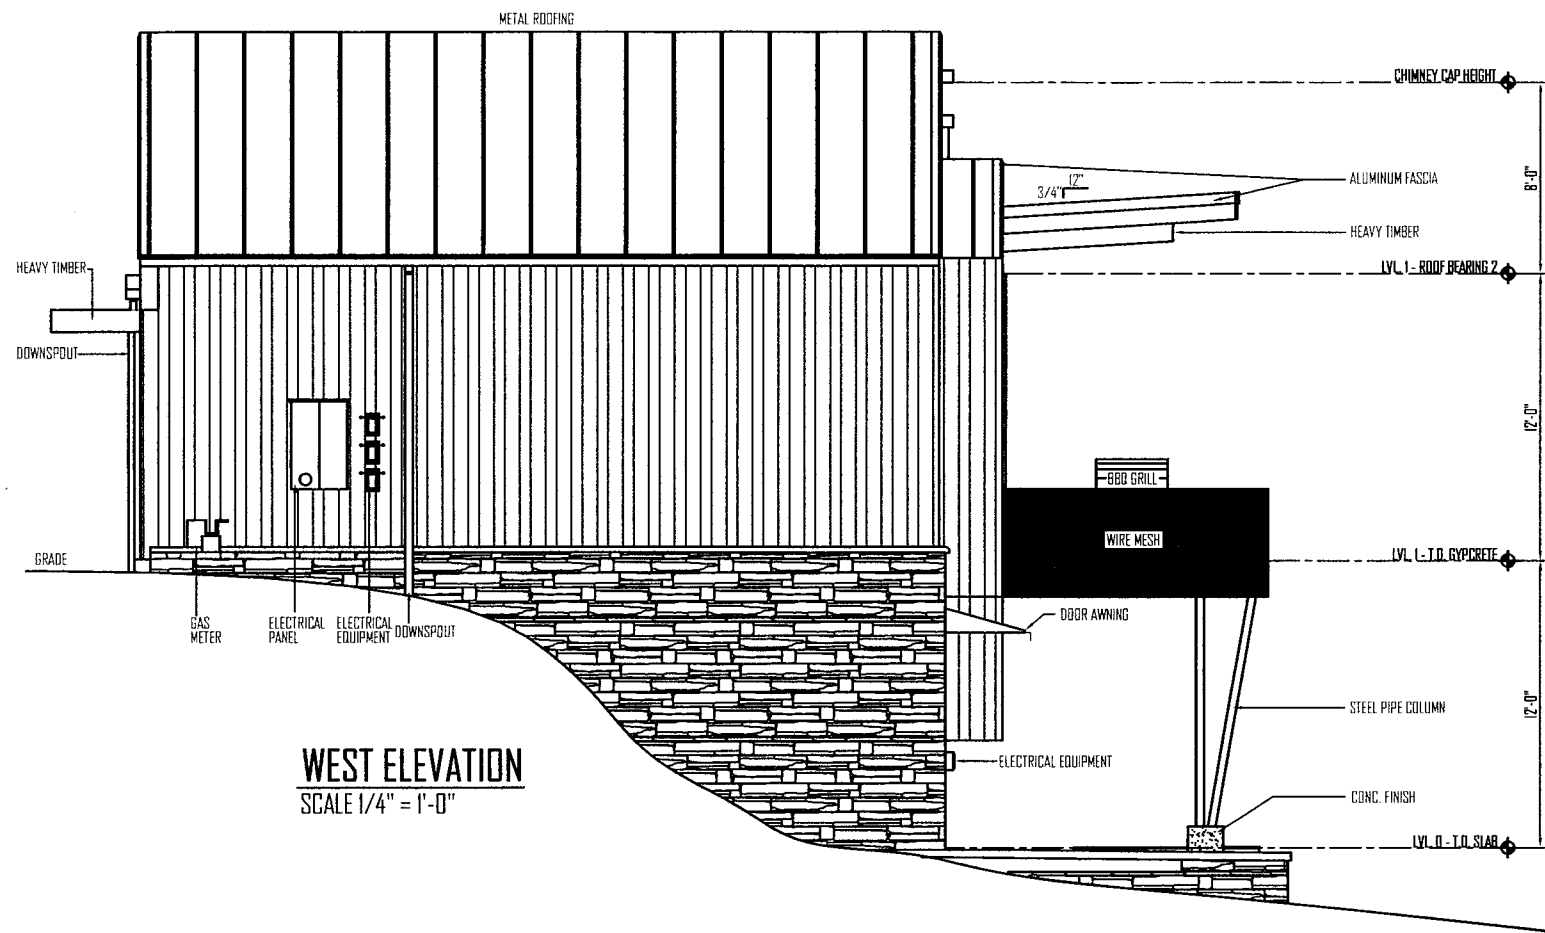 METAL ROOFING
CHIMNEY CAP HEIGHT
ALUMINUM FASCIA
12"
3/4"
8'-0"
HEAVY TIMBER
HEAVY TIMBER
LVL. 1 - ROOF BEARING 2
DOWNSPOUT
12'-0"
BBQ GRILL
WIRE MESH
GRADE
LVL. 1 - T.O. GYPCRETE
GAS
METER
ELECTRICAL
PANEL
ELECTRICAL
EQUIPMENT
DOWNSPOUT
DOOR AWNING
STEEL PIPE COLUMN
12'-0"
WEST ELEVATION
SCALE 1/4" = 1'-0"
ELECTRICAL EQUIPMENT
CONC. FINISH
LVL. 0 - T.O. SLAB